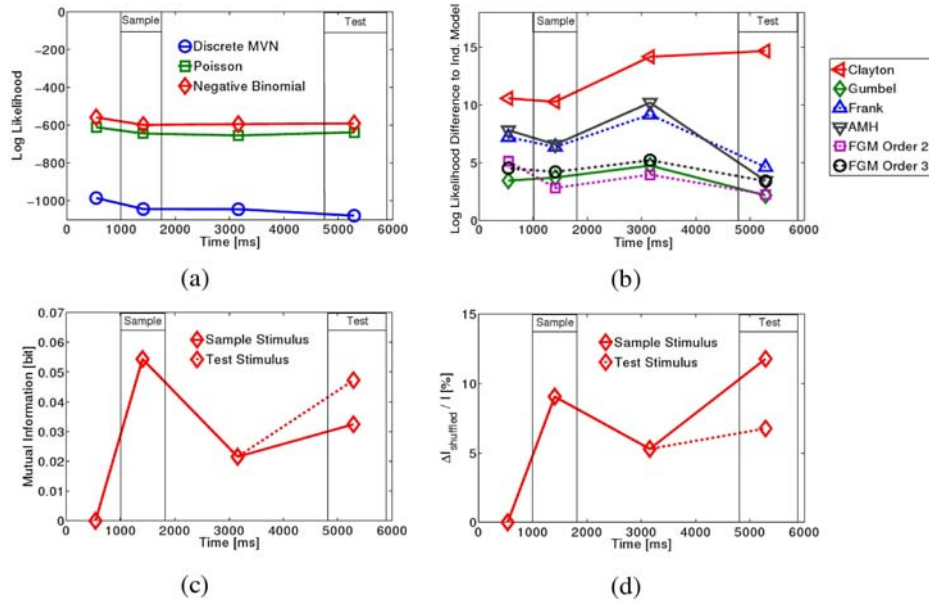 Sample
Test
0
-200
-400
-600
-800
-1000
Log Likelihood
Discrete MVN
Poisson
Negative Binomial
0 1000 2000 3000 4000 5000 6000
Time [ms]
(a)
Sample
Test
15
10
5
0
Log Likelihood Difference to Ind. Model
0 1000 2000 3000 4000 5000 6000
Time [ms]
Clayton
Gumbel
Frank
AMH
FGM Order 2
FGM Order 3
(b)
Sample
Test
0.07
0.06
0.05
0.04
0.03
0.02
0.01
0
Mutual Information [bit]
Sample Stimulus
Test Stimulus
0 1000 2000 3000 4000 5000 6000
Time [ms]
(c)
Sample
Test
15
10
5
0
ΔI shuffled / I [%]
Sample Stimulus
Test Stimulus
0 1000 2000 3000 4000 5000 6000
Time [ms]
(d)